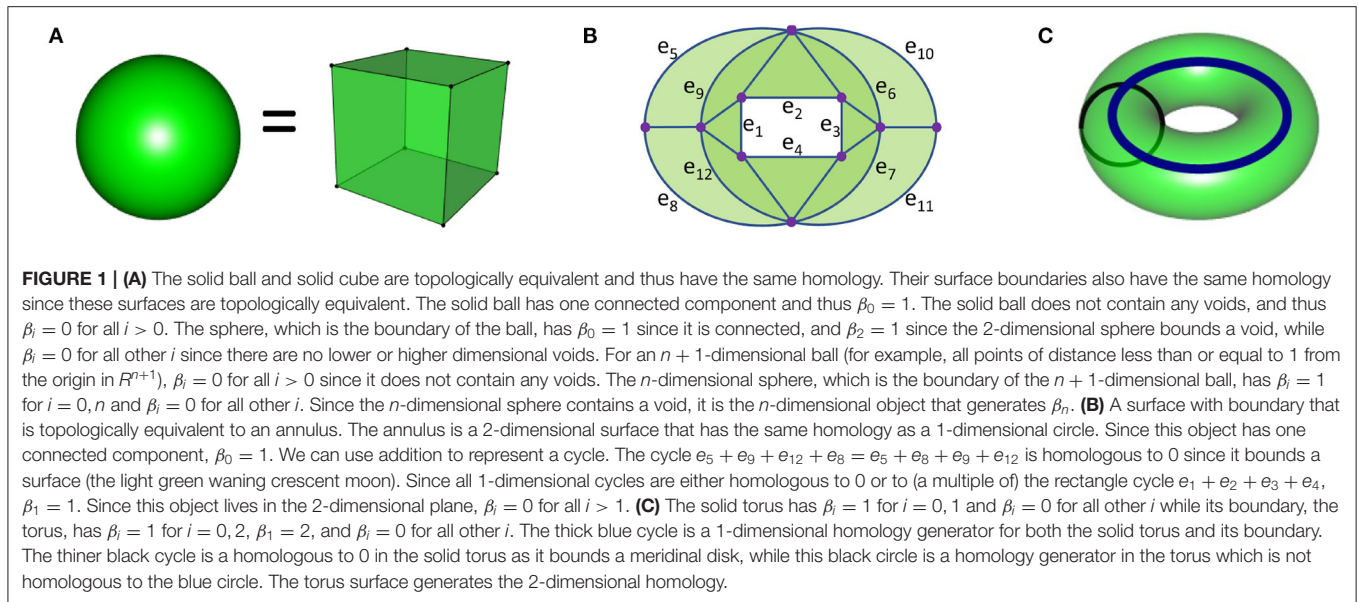 A
B
C
=
e5
e10
e9
e6
e2
e1
e3
e4
e12
e7
e8
e11
FIGURE 1 | (A) The solid ball and solid cube are topologically equivalent and thus have the same homology. Their surface boundaries also have the same homology
since these surfaces are topologically equivalent. The solid ball has one connected component and thus β0 = 1. The solid ball does not contain any voids, and thus
βi = 0 for all i > 0. The sphere, which is the boundary of the ball, has β0 = 1 since it is connected, and β2 = 1 since the 2-dimensional sphere bounds a void, while
βi = 0 for all other i since there are no lower or higher dimensional voids. For an n + 1-dimensional ball (for example, all points of distance less than or equal to 1 from
the origin in R^{n+1}), βi = 0 for all i > 0 since it does not contain any voids. The n-dimensional sphere, which is the boundary of the n + 1-dimensional ball, has βi = 1
for i = 0, n and βi = 0 for all other i. Since the n-dimensional sphere contains a void, it is the n-dimensional object that generates βn. (B) A surface with boundary that
is topologically equivalent to an annulus. The annulus is a 2-dimensional surface that has the same homology as a 1-dimensional circle. Since this object has one
connected component, β0 = 1. We can use addition to represent a cycle. The cycle e5 + e9 + e12 + e8 = e5 + e8 + e9 + e12 is homologous to 0 since it bounds a
surface (the light green waning crescent moon). Since all 1-dimensional cycles are either homologous to 0 or to (a multiple of) the rectangle cycle e1 + e2 + e3 + e4,
β1 = 1. Since this object lives in the 2-dimensional plane, βi = 0 for all i > 1. (C) The solid torus has βi = 1 for i = 0, 1 and βi = 0 for all other i while its boundary, the
torus, has βi = 1 for i = 0, 2, β1 = 2, and βi = 0 for all other i. The thick blue cycle is a 1-dimensional homology generator for both the solid torus and its boundary.
The thiner black cycle is a homologous to 0 in the solid torus as it bounds a meridinal disk, while this black circle is a homology generator in the torus which is not
homologous to the blue circle. The torus surface generates the 2-dimensional homology.